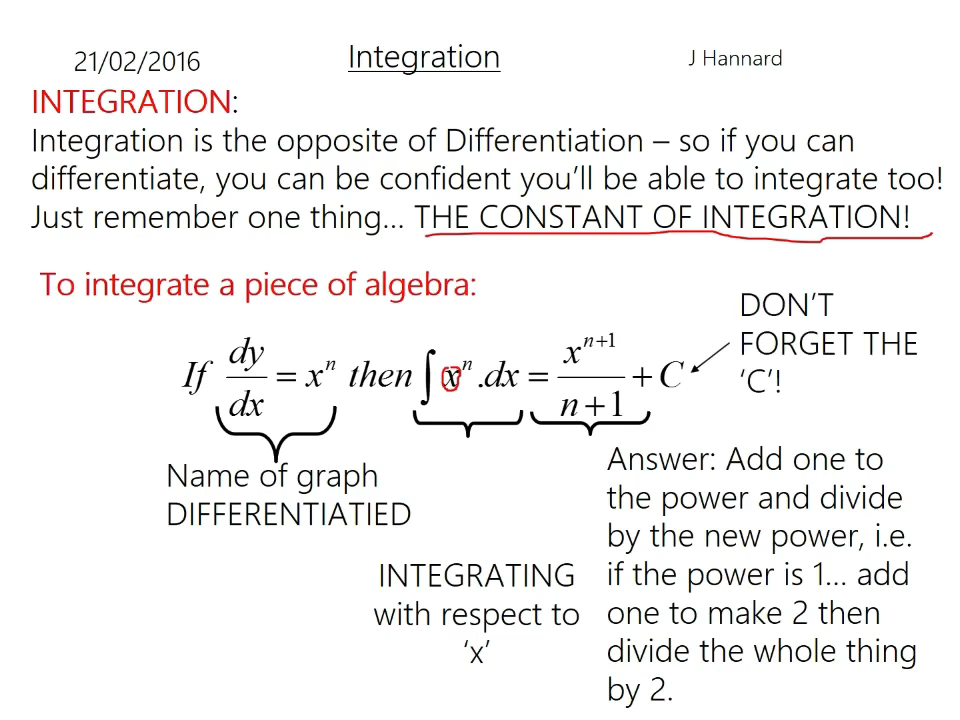 21/02/2016 Integration J Hannard
INTEGRATION:
Integration is the opposite of Differentiation – so if you can
differentiate, you can be confident you’ll be able to integrate too!
Just remember one thing… THE CONSTANT OF INTEGRATION!
To integrate a piece of algebra:
DON’T
FORGET THE
‘C’!
If dy/dx = x^n then ∫ x^n .dx = x^(n+1)/(n+1) + C
Name of graph
DIFFERENTIATIED
INTEGRATING
with respect to
‘x’
Answer: Add one to
the power and divide
by the new power, i.e.
if the power is 1… add
one to make 2 then
divide the whole thing
by 2.